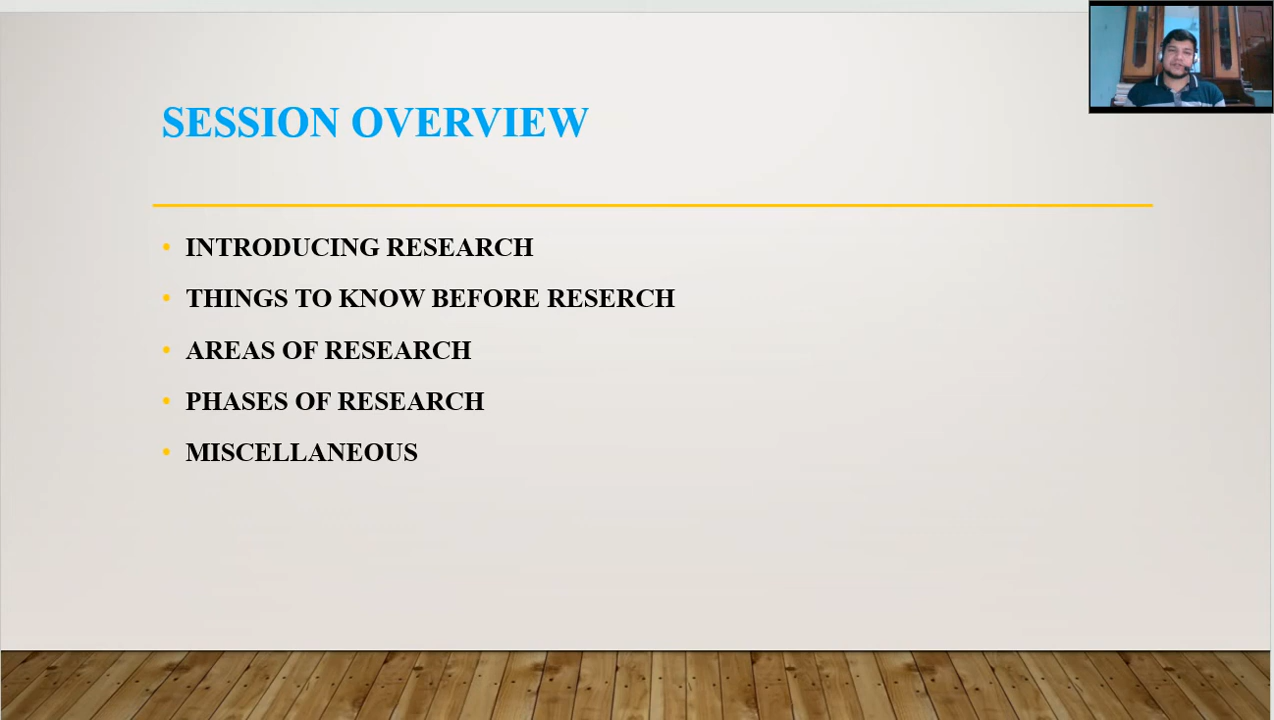 SESSION OVERVIEW
• INTRODUCING RESEARCH
• THINGS TO KNOW BEFORE RESERCH
• AREAS OF RESEARCH
• PHASES OF RESEARCH
• MISCELLANEOUS